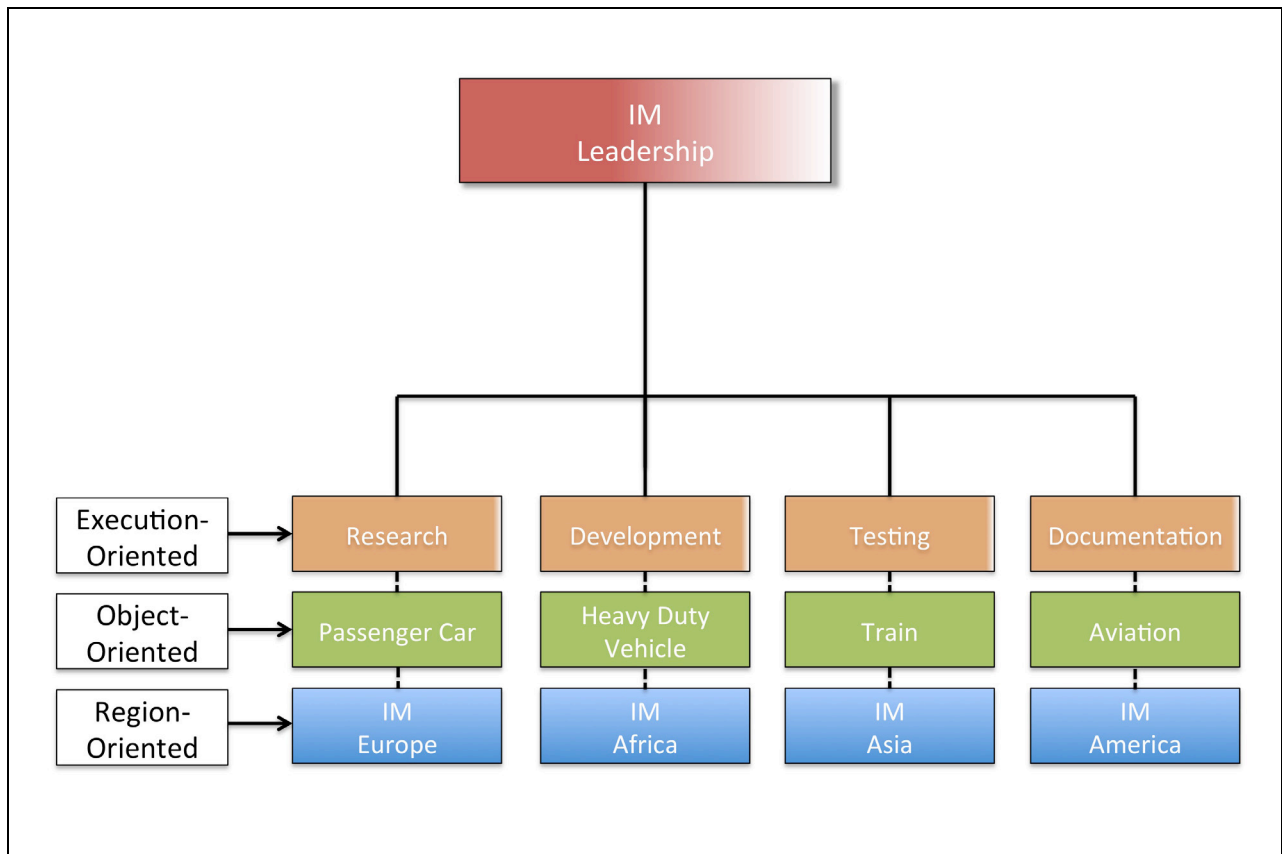 IM
Leadership
Execution-
Oriented
Research
Development
Testing
Documentation
Object-
Oriented
Passenger Car
Heavy Duty
Vehicle
Train
Aviation
Region-
Oriented
IM
Europe
IM
Africa
IM
Asia
IM
America